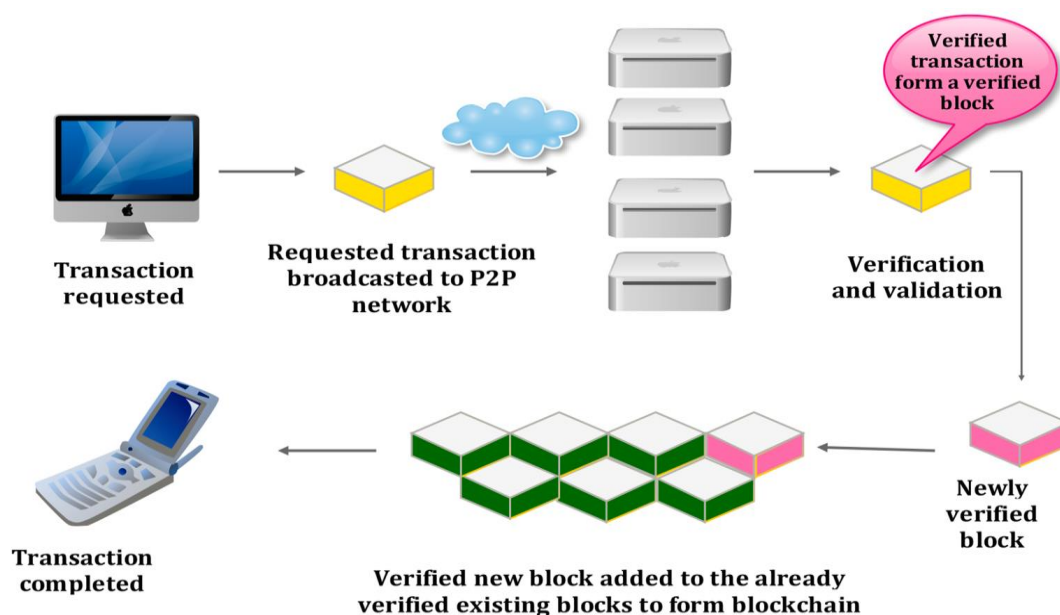 Verified
transaction
form a verified
block
Transaction
requested
Requested transaction
broadcasted to P2P
network
Verification
and validation
Newly
verified
block
Verified new block added to the already
verified existing blocks to form blockchain
Transaction
completed